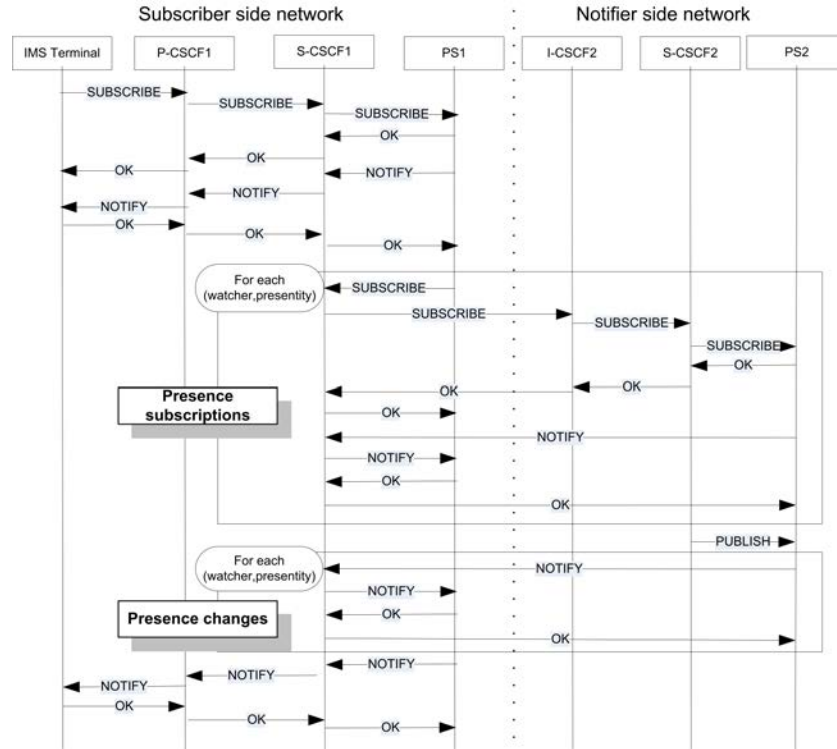 Subscriber side network
Notifier side network
IMS Terminal
P-CSCF1
S-CSCF1
PS1
I-CSCF2
S-CSCF2
PS2
SUBSCRIBE
SUBSCRIBE
SUBSCRIBE
OK
OK
OK
NOTIFY
NOTIFY
NOTIFY
OK
OK
OK
For each
(watcher,presentity)
SUBSCRIBE
SUBSCRIBE
SUBSCRIBE
SUBSCRIBE
OK
OK
OK
Presence
subscriptions
OK
NOTIFY
NOTIFY
OK
OK
PUBLISH
For each
(watcher,presentity)
NOTIFY
NOTIFY
OK
Presence changes
OK
NOTIFY
NOTIFY
NOTIFY
OK
OK
OK